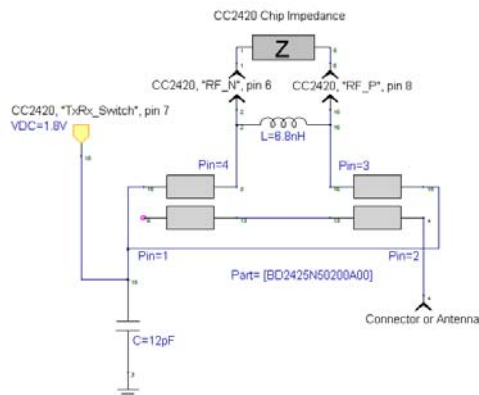 CC2420 Chip Impedance
Z
CC2420, "RF_N", pin 6
CC2420, "RF_P", pin 8
CC2420, "TxRx_Switch", pin 7
VDC=1.8V
L=6.8nH
Pin=4
Pin=3
Pin=1
Pin=2
Part= [BD2425N50200A00]
Connector or Antenna
C=12pF